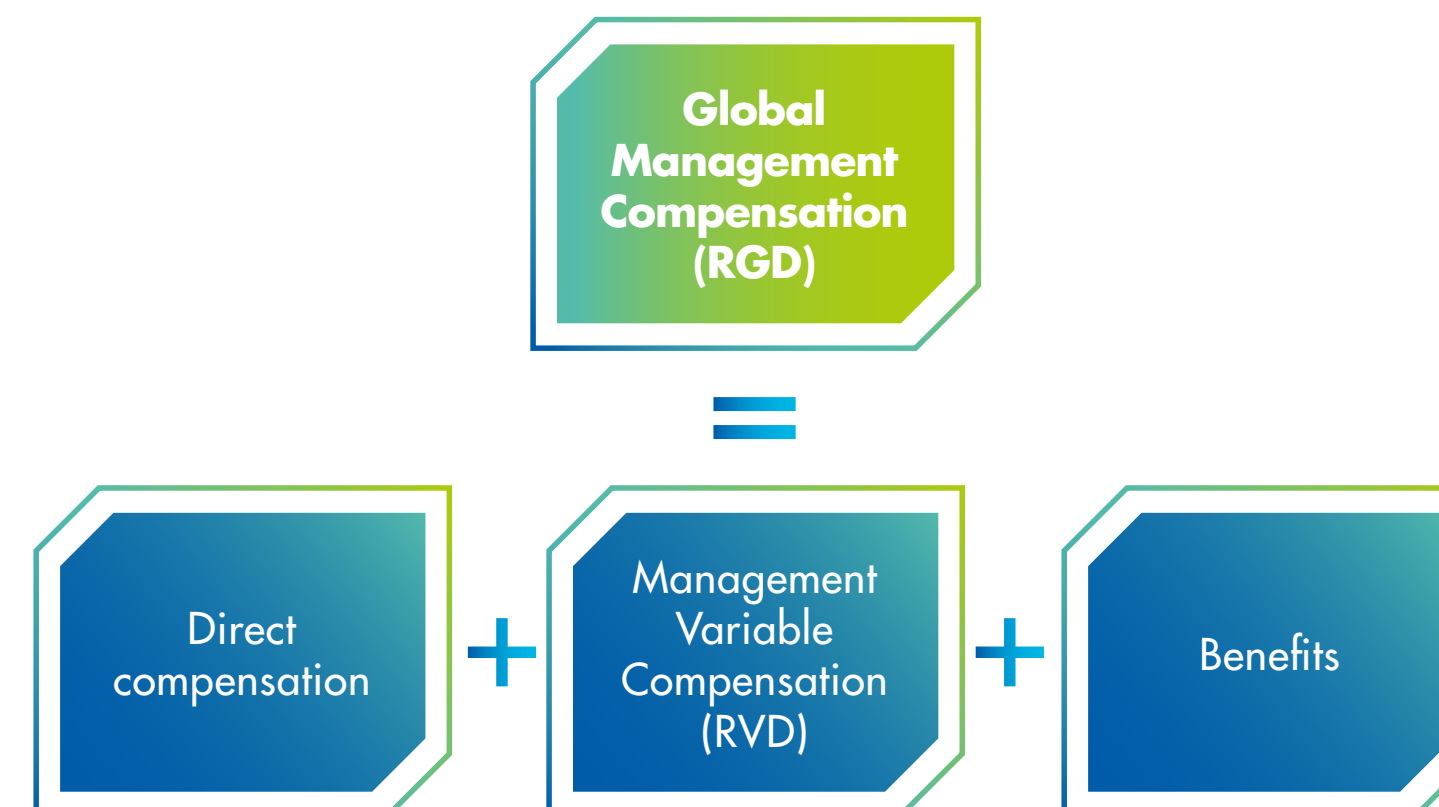 Global
Management
Compensation
(RGD)
=
Direct
compensation
+
Management
Variable
Compensation
(RVD)
+
Benefits